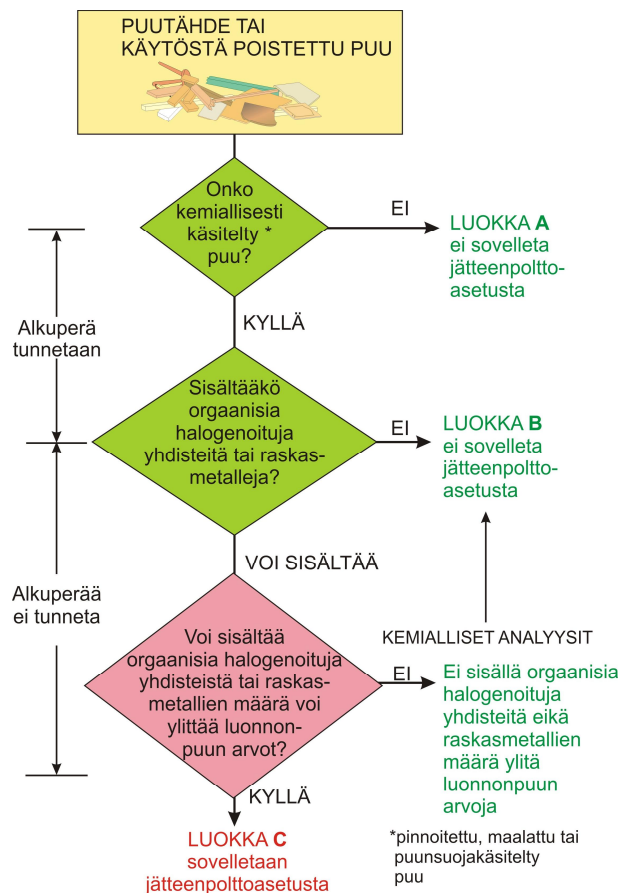 PUUTÄHDE TAI
KÄYTÖSTÄ POISTETTU PUU
Onko
kemiallisesti
käsitelty *
puu?
EI
LUOKKA A
ei sovelleta
jätteenpoltto-
asetusta
KYLLÄ
Alkuperä
tunnetaan
Sisältääkö
orgaanisia
halogenoituja
yhdisteitä tai raskas-
metalleja?
EI
LUOKKA B
ei sovelleta
jätteenpoltto-
asetusta
VOI SISÄLTÄÄ
Alkuperää
ei tunneta
Voi sisältää
orgaanisia halogenoituja
yhdisteistä tai raskas-
metallien määrä voi
ylittää luonnon-
puun arvot?
EI
KEMIALLISET ANALYYSIT
Ei sisällä orgaanisia
halogenoituja
yhdisteitä eikä
raskasmetallien
määrä ylitä
luonnonpuun
arvoja
KYLLÄ
LUOKKA C
sovelletaan
jätteenpolttoasetusta
*pinnoitettu, maalattu tai
puunsuojakäsitelty
puu